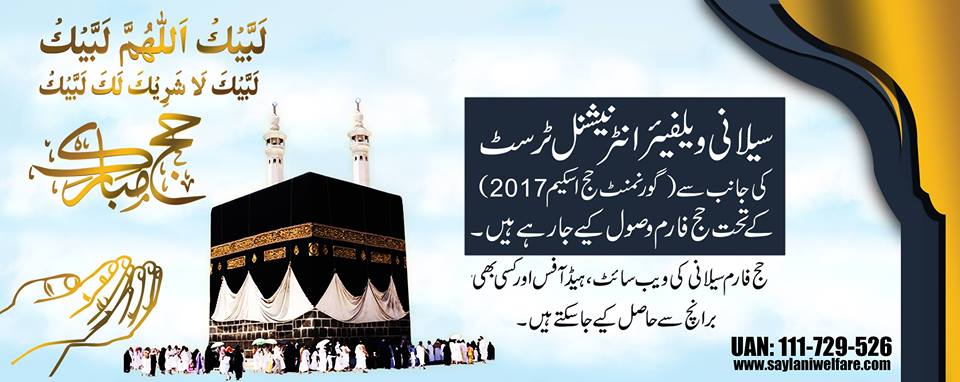 لَبَّيْكَ اَللّٰهُمَّ لَبَّيْكَ
لَبَّيْكَ لَا شَرِيْكَ لَكَ لَبَّيْكَ
حج مبارک
سیلانی ویلفیئر انٹرنیشنل ٹرسٹ
کی جانب سے (گورنمنٹ حج اسکیم 2017)
کے تحت حج فارم وصول کیے جارہے ہیں۔
حج فارم سیلانی کی ویب سائٹ، ہیڈ آفس اور کسی بھی
برانچ سے حاصل کیے جاسکتے ہیں۔
UAN: 111-729-526
www.saylaniwelfare.com